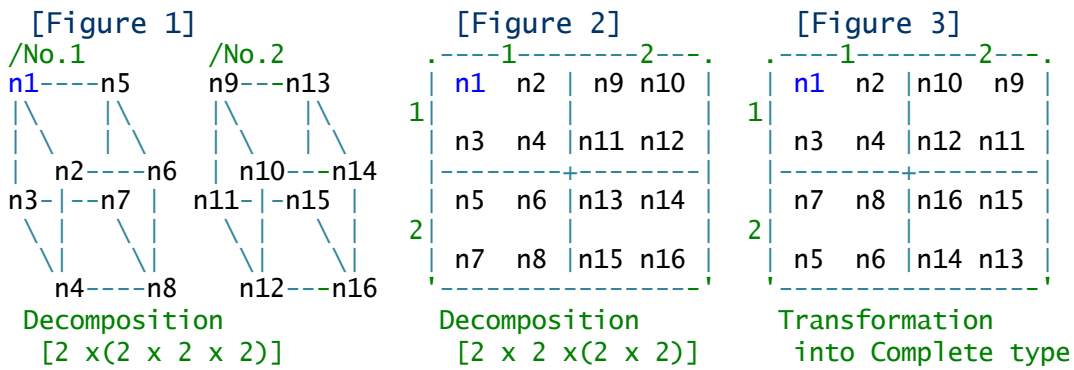 [Figure 1] [Figure 2] [Figure 3]
/No.1 /No.2 .----1--------2---. .----1--------2---.
n1----n5 n9---n13 | n1 n2 | n9 n10 | | n1 n2 |n10 n9 |
|\ |\ |\ |\ 1| | | 1| | |
| \ | \ | \ | \ | n3 n4 |n11 n12 | | n3 n4 |n12 n11 |
| n2----n6 | n10---n14 |--------+--------| |--------+--------|
n3-|--n7 | n11-|-n15 | | n5 n6 |n13 n14 | | n7 n8 |n16 n15 |
\ | \ | \ | \ | 2| | | 2| | |
\| \| \| \| | n7 n8 |n15 n16 | | n5 n6 |n14 n13 |
n4----n8 n12---n16 '-----------------' '-----------------'
Decomposition Decomposition Transformation
[2 x(2 x 2 x 2)] [2 x 2 x(2 x 2)] into Complete type